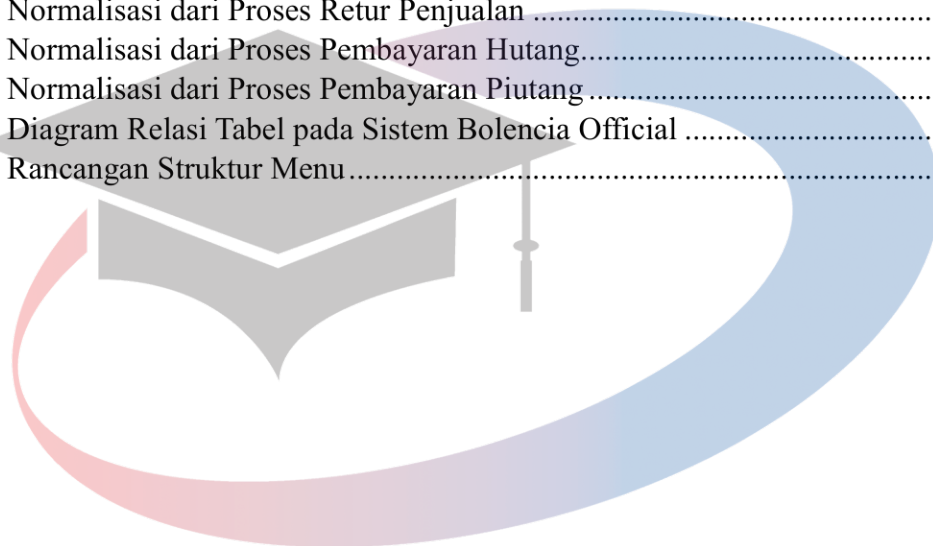 Normalisasi dari Proses Retur Penjualan ................................................
Normalisasi dari Proses Pembayaran Hutang..........................................
Normalisasi dari Proses Pembayaran Piutang..........................................
Diagram Relasi Tabel pada Sistem Bolencia Official ..............................
Rancangan Struktur Menu........................................................................